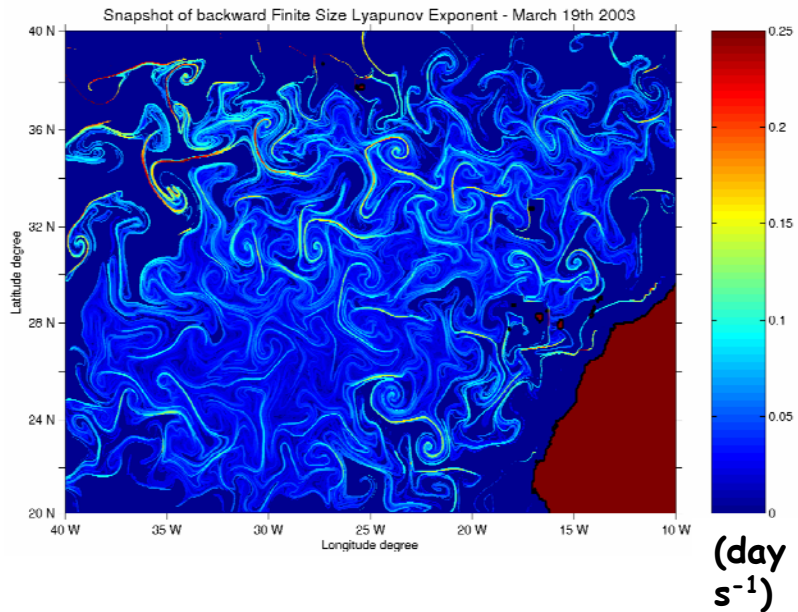 Snapshot of backward Finite Size Lyapunov Exponent - March 19th 2003
40 N
36 N
32 N
28 N
24 N
20 N
Latitude degree
40 W
35 W
30 W
25 W
20 W
15 W
10 W
Longitude degree
0.25
0.2
0.15
0.1
0.05
0
(day
s-1)